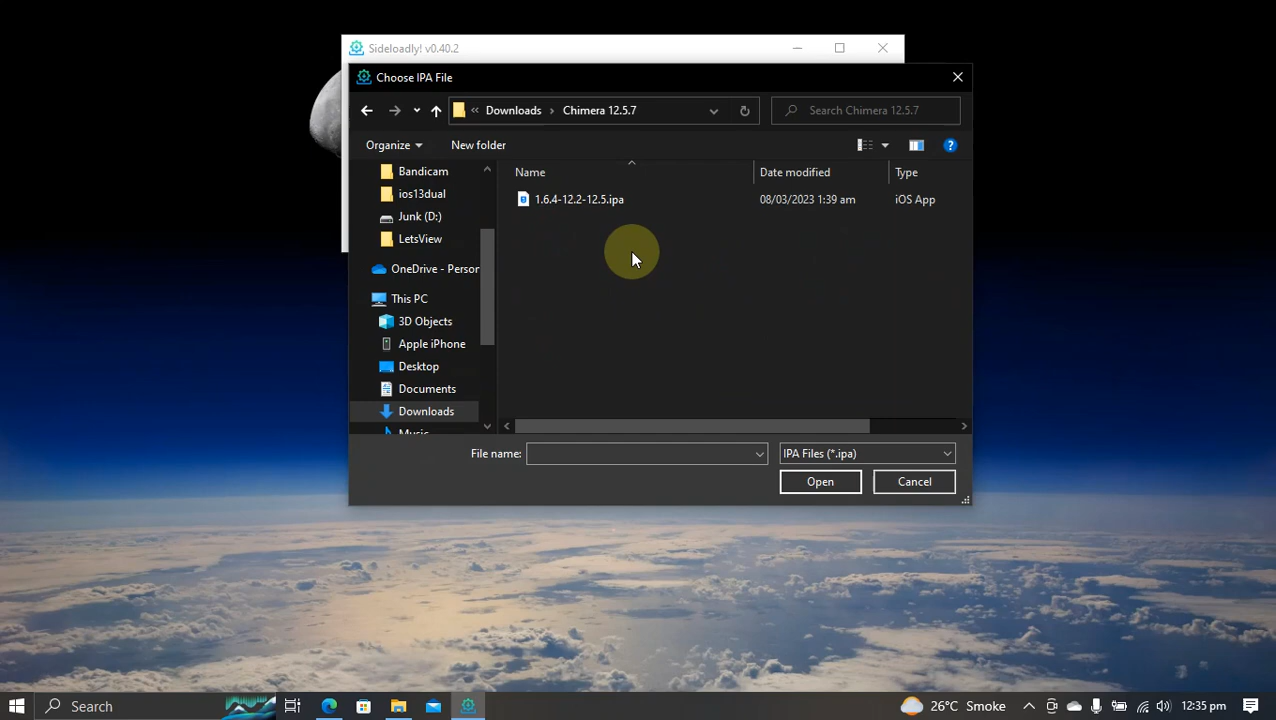 Sideloadly! v0.40.2
Choose IPA File
« Downloads › Chimera 12.5.7
Search Chimera 12.5.7
Organize
New folder
Name
Date modified
Type
1.6.4-12.2-12.5.ipa
08/03/2023 1:39 am
iOS App
Bandicam
ios13dual
Junk (D:)
LetsView
OneDrive - Person
This PC
3D Objects
Apple iPhone
Desktop
Documents
Downloads
Music
File name:
IPA Files (*.ipa)
Open
Cancel
Search
26°C Smoke
12:35 pm